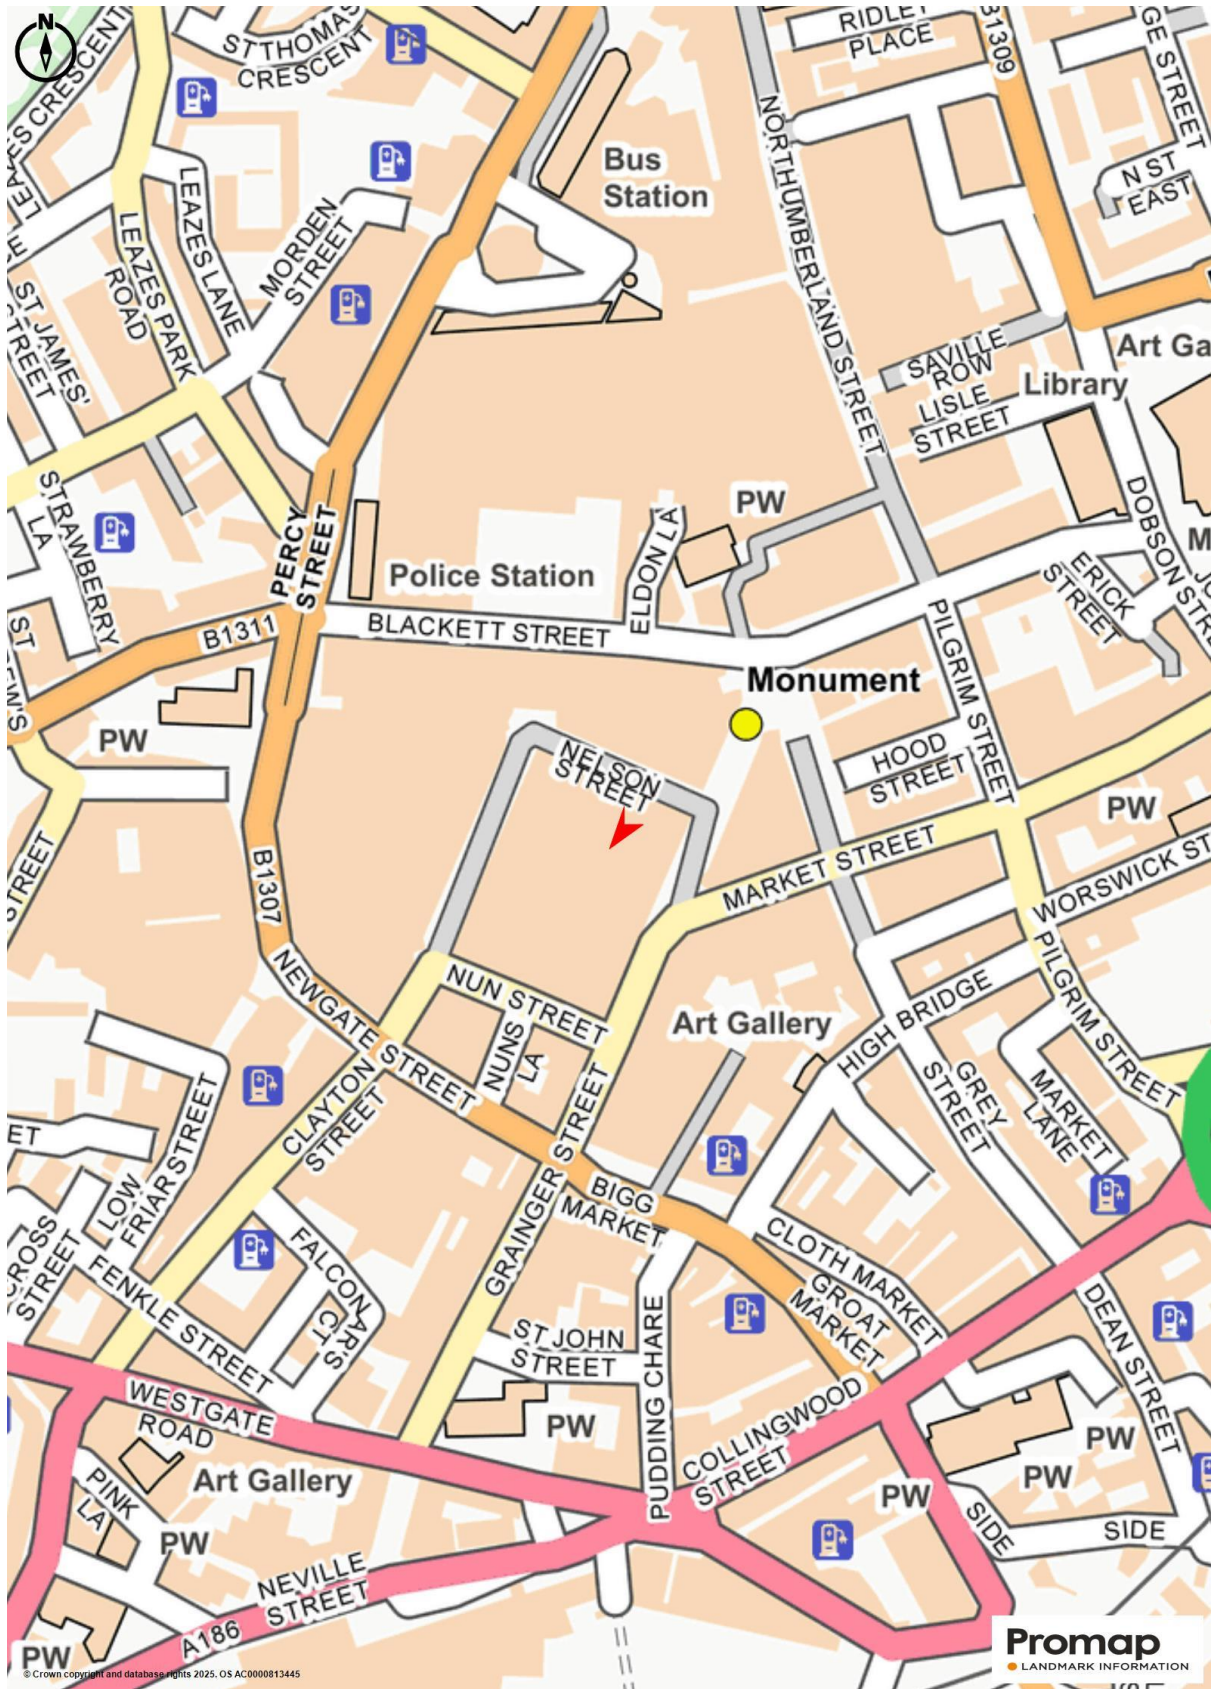 N
ST THOMAS
CRESCENT
RIDLEY
PLACE
B1309
GE STREET
LEAZES CRESCENT
Bus
Station
NORTHUMBERLAND STREET
N ST
EAST
LEAZES LANE
MORDEN
STREET
LEAZES PARK
ROAD
ST JAMES'
STREET
SAVILLE
ROW
Art Ga
Library
LISLE
STREET
STRAWBERRY
LA
PERCY
STREET
PW
ELDON LA
DOBSON STREET
Police Station
ERICK
STREET
BLACKETT STREET
B1311
PILGRIM STREET
Monument
PW
NELSON
STREET
HOOD
STREET
PW
MARKET STREET
WORSWICK ST
B1307
NEWGATE STREET
NUN STREET
NUNS
LA
Art Gallery
HIGH BRIDGE
PILGRIM STREET
GREY
STREET
MARKET
LANE
CLAYTON
STREET
LOW
FRIAR STREET
GRAINGER STREET
BIGG
MARKET
CLOTH MARKET
GROAT
MARKET
CROSS
STREET
FENKLE STREET
FALCONAR'S
CT
ST JOHN
STREET
PUDDING CHARE
DEAN STREET
WESTGATE
ROAD
COLLINGWOOD
STREET
PW
PW
PW
PW
Art Gallery
PINK
LA
PW
SIDE
SIDE
NEVILLE
STREET
A186
PW
Promap
LANDMARK INFORMATION
© Crown copyright and database rights 2025. OS AC0000813445